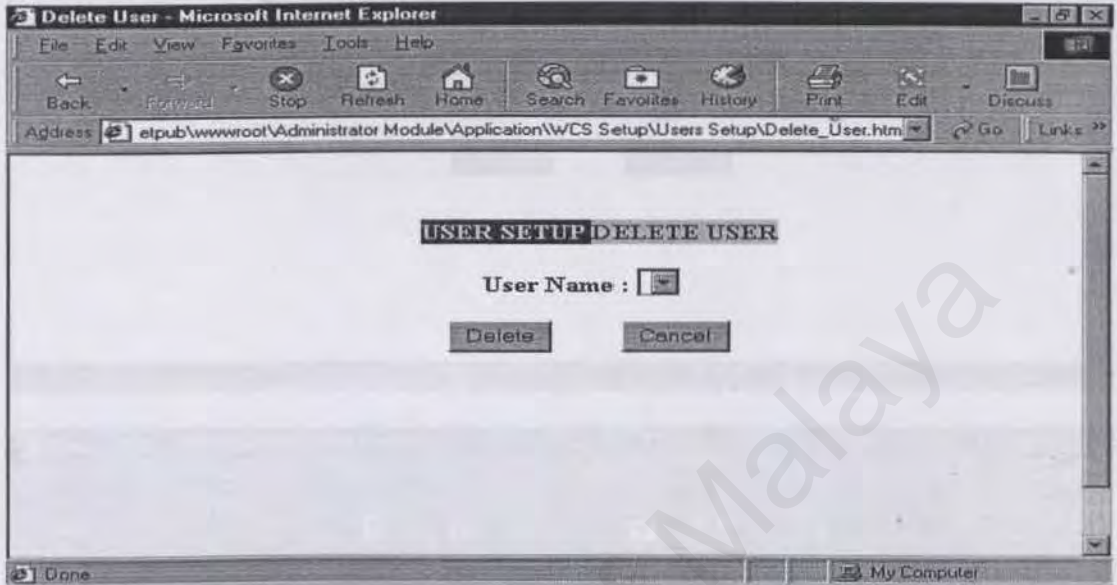 Delete User - Microsoft Internet Explorer
File Edit View Favorites Tools Help
Back Forward Stop Refresh Home Search Favorites History Print Edit Discuss
Address etpub\wwwroot\Administrator Module\Application\WCS Setup\Users Setup\Delete_User.htm Go Links »
USER SETUP DELETE USER
User Name :
Delete Cancel
Malaya
Done My Computer